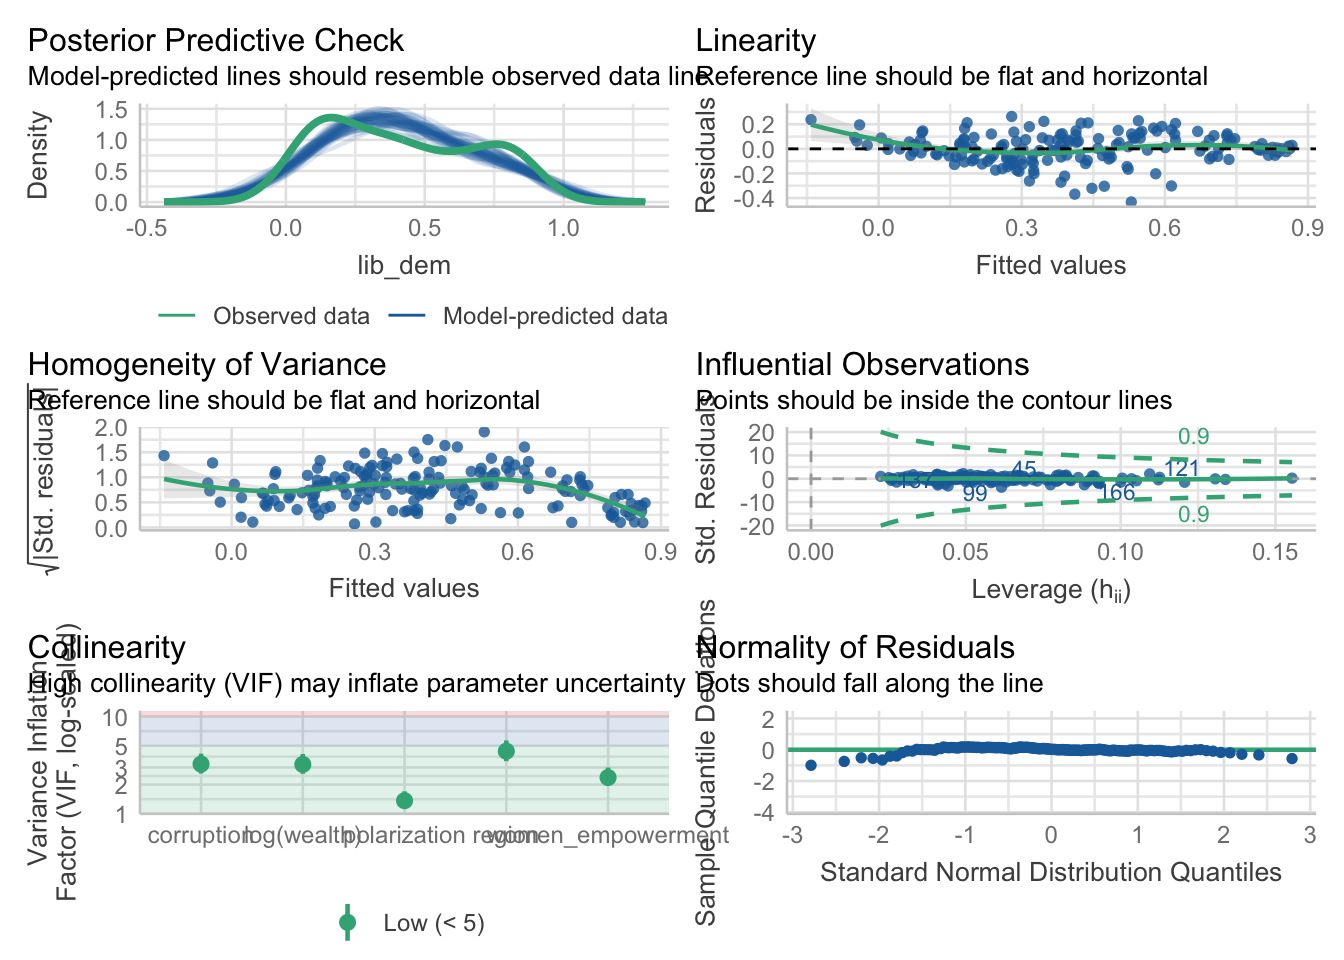 Posterior Predictive Check
Model-predicted lines should resemble observed data line
Density
1.5
1.0
0.5
0.0
-0.5
0.0
0.5
1.0
lib_dem
Observed data
Model-predicted data
Linearity
Reference line should be flat and horizontal
Residuals
0.2
0.0
-0.2
-0.4
0.0
0.3
0.6
0.9
Fitted values
Homogeneity of Variance
Reference line should be flat and horizontal
√|Std. residuals|
2.0
1.5
1.0
0.5
0.0
0.0
0.3
0.6
0.9
Fitted values
Influential Observations
Points should be inside the contour lines
Std. Residuals
20
10
0
-10
-20
0.9
45
121
137
99
166
0.9
0.00
0.05
0.10
0.15
Leverage (hii)
Collinearity
High collinearity (VIF) may inflate parameter uncertainty
Variance Inflation
Factor (VIF, log-scaled)
10
5
3
2
1
corruption
log(wealth)
polarization
region
women_empowerment
Low (< 5)
Normality of Residuals
Dots should fall along the line
Sample Quantile Deviations
2
0
-2
-4
-3
-2
-1
0
1
2
3
Standard Normal Distribution Quantiles